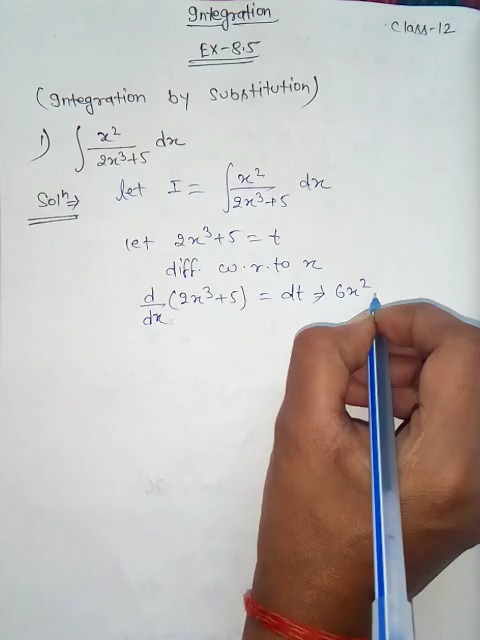 Integration
Class-12
EX-8.5
(Integration by substitution)
1) ∫ x²/(2x³+5) dx
Solⁿ⇒ let I = ∫ x²/(2x³+5) dx
let 2x³+5 = t
diff. w.r.to x
d/dx (2x³+5) = dt ⇒ 6x²